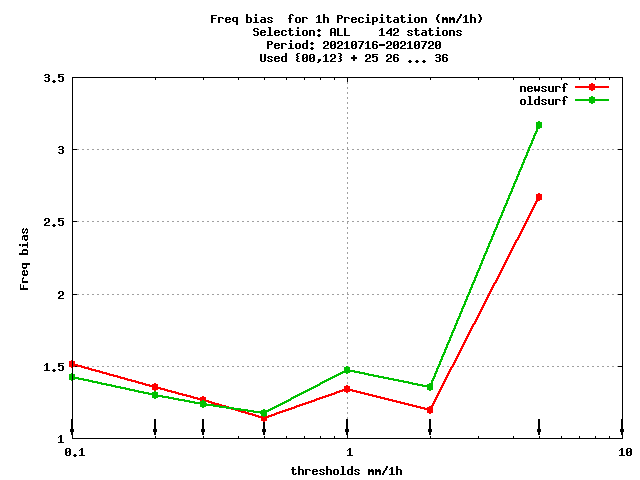 Freq bias  for 1h Precipitation (mm/1h)
Selection: ALL    142 stations
Period: 20210716-20210720
Used {00,12} + 25 26 ... 36
newsurf
oldsurf
3.5
3
2.5
2
1.5
1
Freq bias
0.1 1 10
thresholds mm/1h